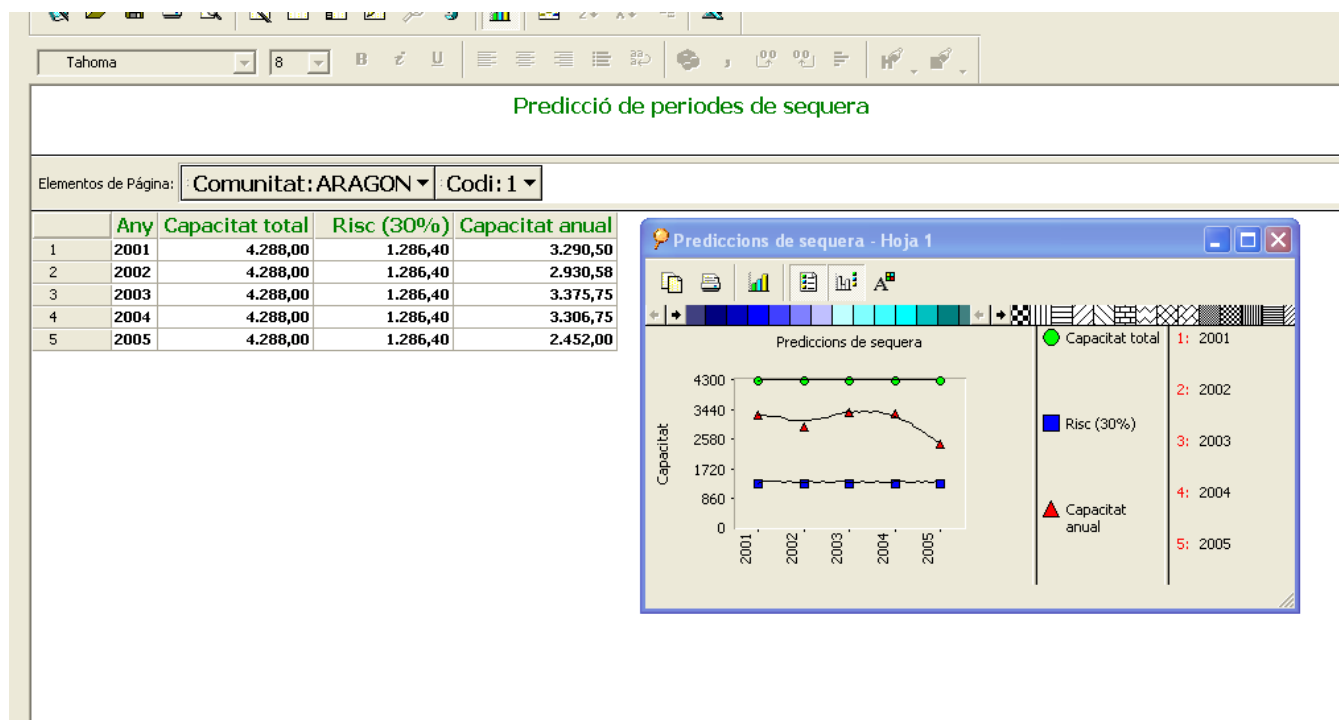 Tahoma 8 B i U
Predicció de periodes de sequera
Elementos de Página: Comunitat: ARAGON Codi: 1
Any Capacitat total Risc (30%) Capacitat anual
1 2001 4.288,00 1.286,40 3.290,50
2 2002 4.288,00 1.286,40 2.930,58
3 2003 4.288,00 1.286,40 3.375,75
4 2004 4.288,00 1.286,40 3.306,75
5 2005 4.288,00 1.286,40 2.452,00
Prediccions de sequera - Hoja 1
Prediccions de sequera
Capacitat
4300
3440
2580
1720
860
0
2001 2002 2003 2004 2005
Capacitat total
Risc (30%)
Capacitat
anual
1: 2001
2: 2002
3: 2003
4: 2004
5: 2005